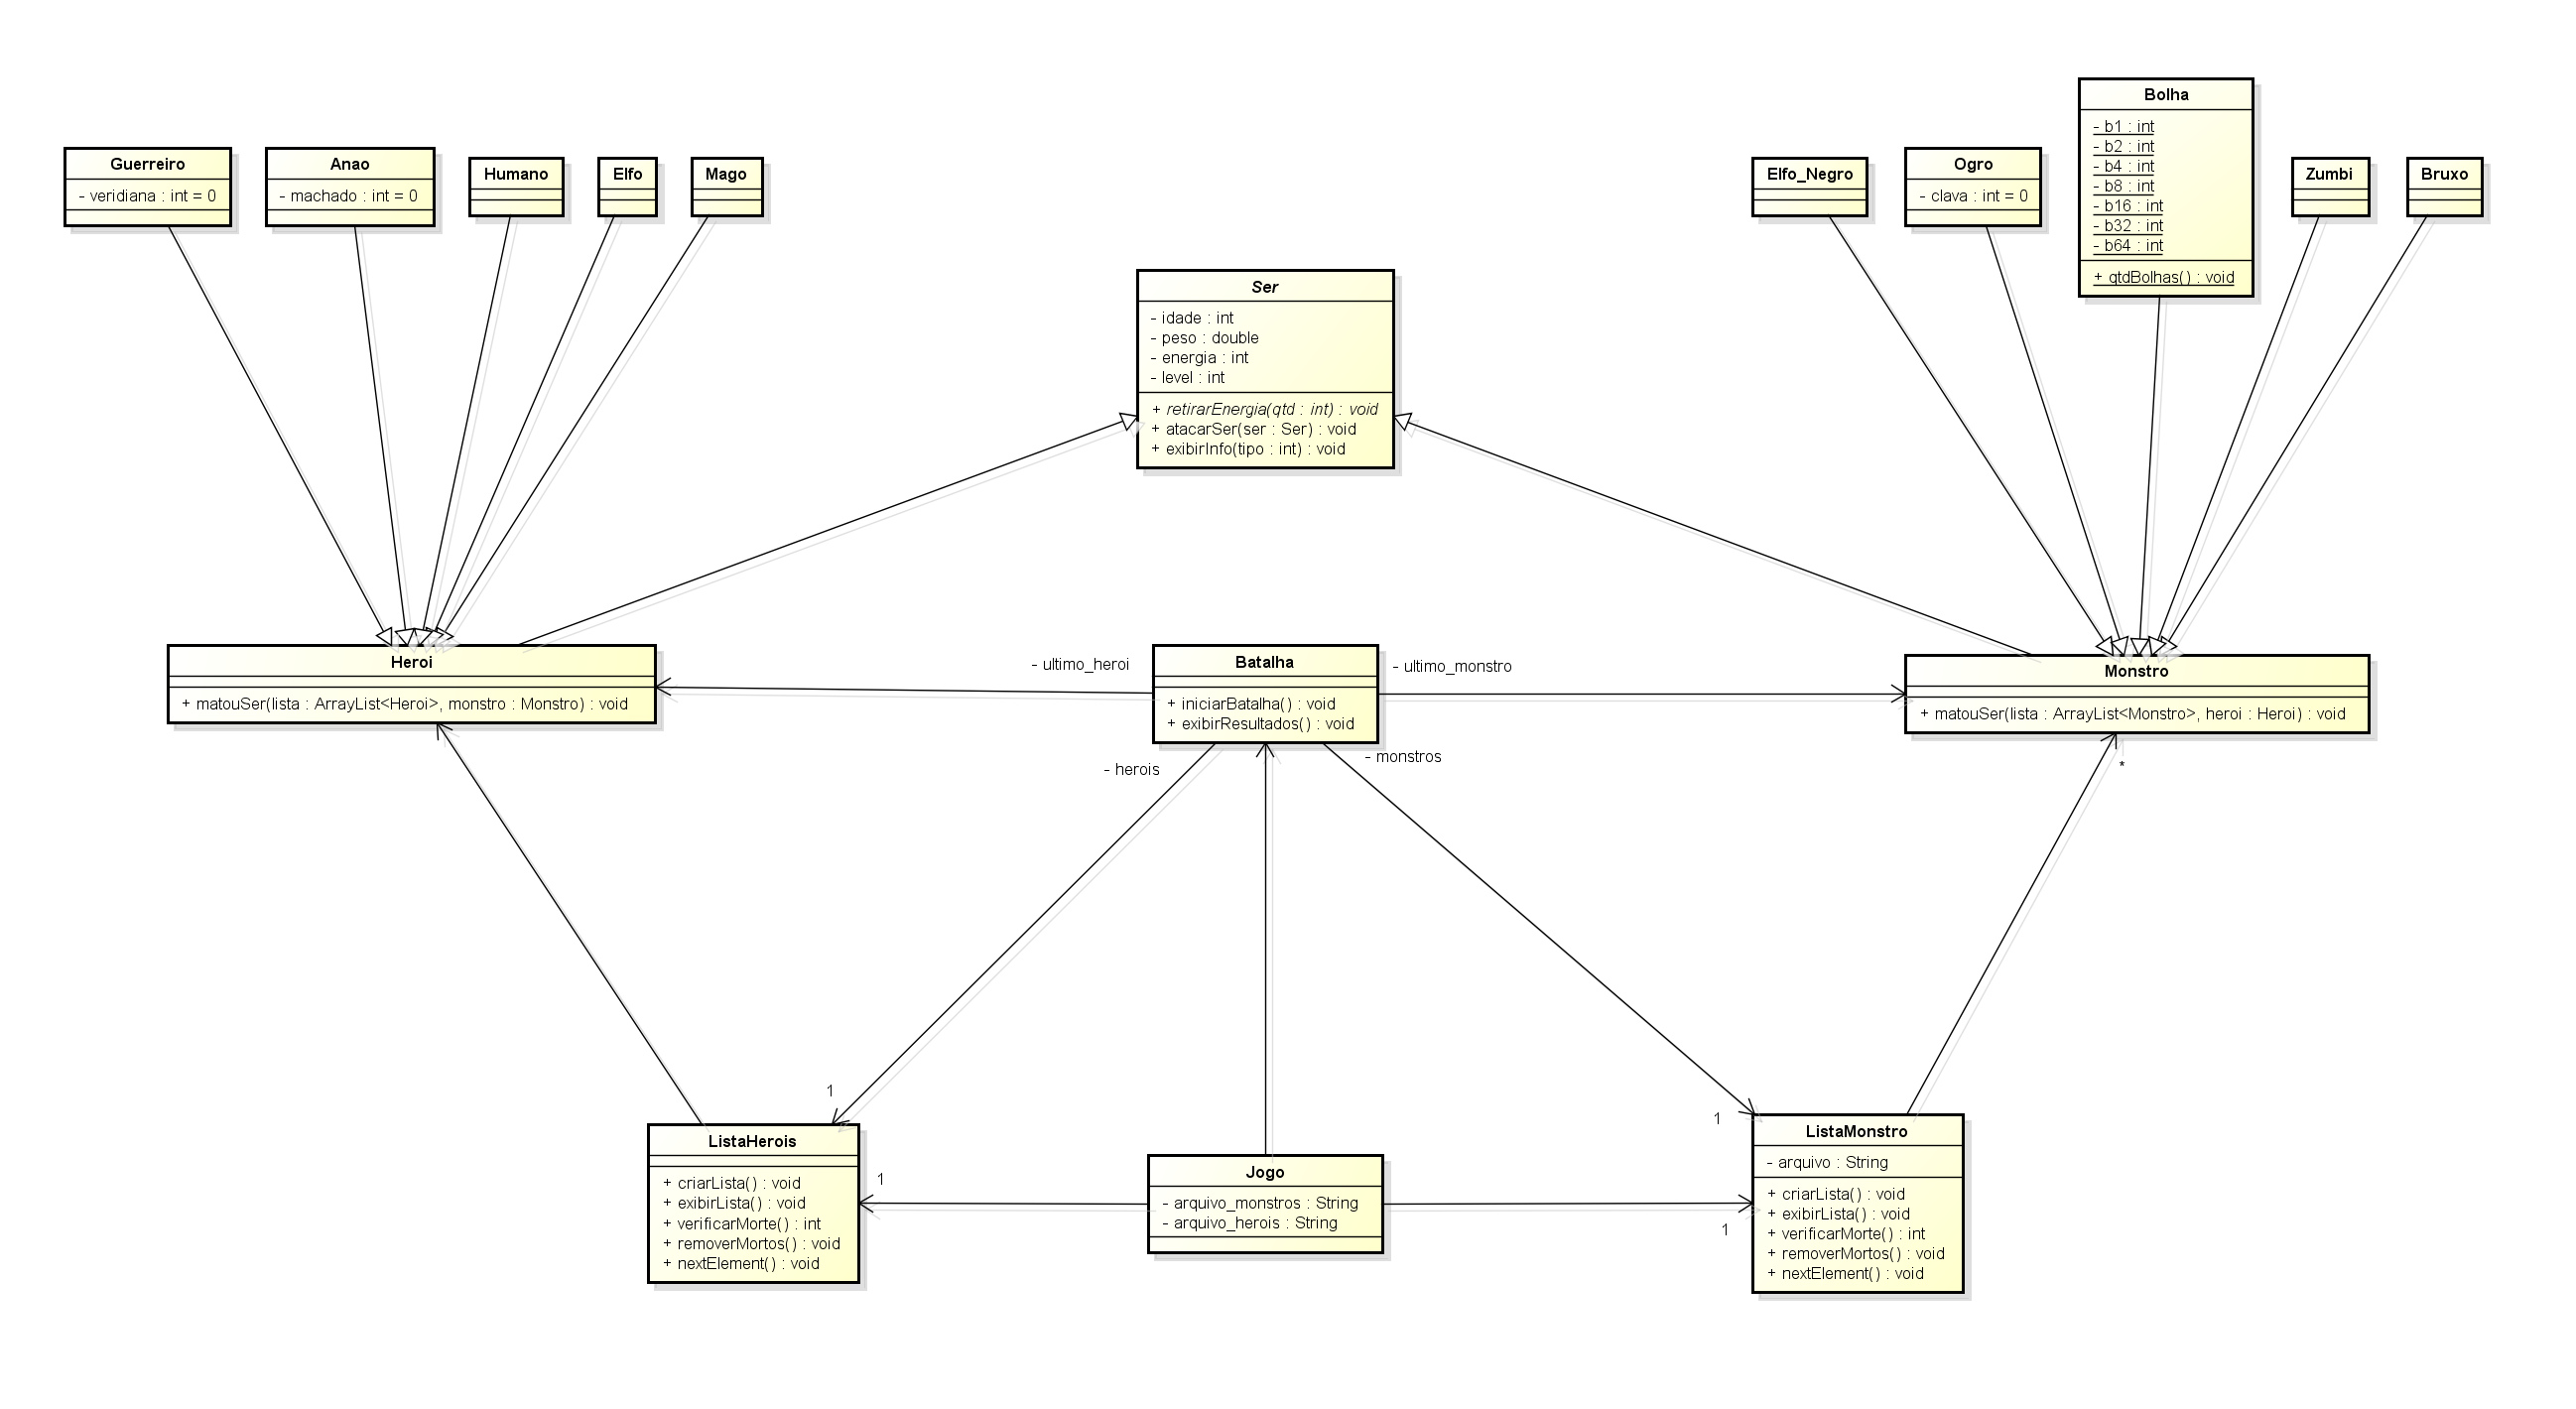 Guerreiro
- veridiana : int = 0
Anao
- machado : int = 0
Humano
Elfo
Mago
Elfo_Negro
Ogro
- clava : int = 0
Bolha
- b1 : int
- b2 : int
- b4 : int
- b8 : int
- b16 : int
- b32 : int
- b64 : int
+ qtdBolhas() : void
Zumbi
Bruxo
Ser
- idade : int
- peso : double
- energia : int
- level : int
+ retirarEnergia(qtd : int) : void
+ atacarSer(ser : Ser) : void
+ exibirInfo(tipo : int) : void
Heroi
+ matouSer(lista : ArrayList<Heroi>, monstro : Monstro) : void
- ultimo_heroi
Batalha
+ iniciarBatalha() : void
+ exibirResultados() : void
- ultimo_monstro
Monstro
+ matouSer(lista : ArrayList<Monstro>, heroi : Heroi) : void
- herois
- monstros
*
1
1
ListaHerois
+ criarLista() : void
+ exibirLista() : void
+ verificarMorte() : int
+ removerMortos() : void
+ nextElement() : void
1
Jogo
- arquivo_monstros : String
- arquivo_herois : String
1
ListaMonstro
- arquivo : String
+ criarLista() : void
+ exibirLista() : void
+ verificarMorte() : int
+ removerMortos() : void
+ nextElement() : void